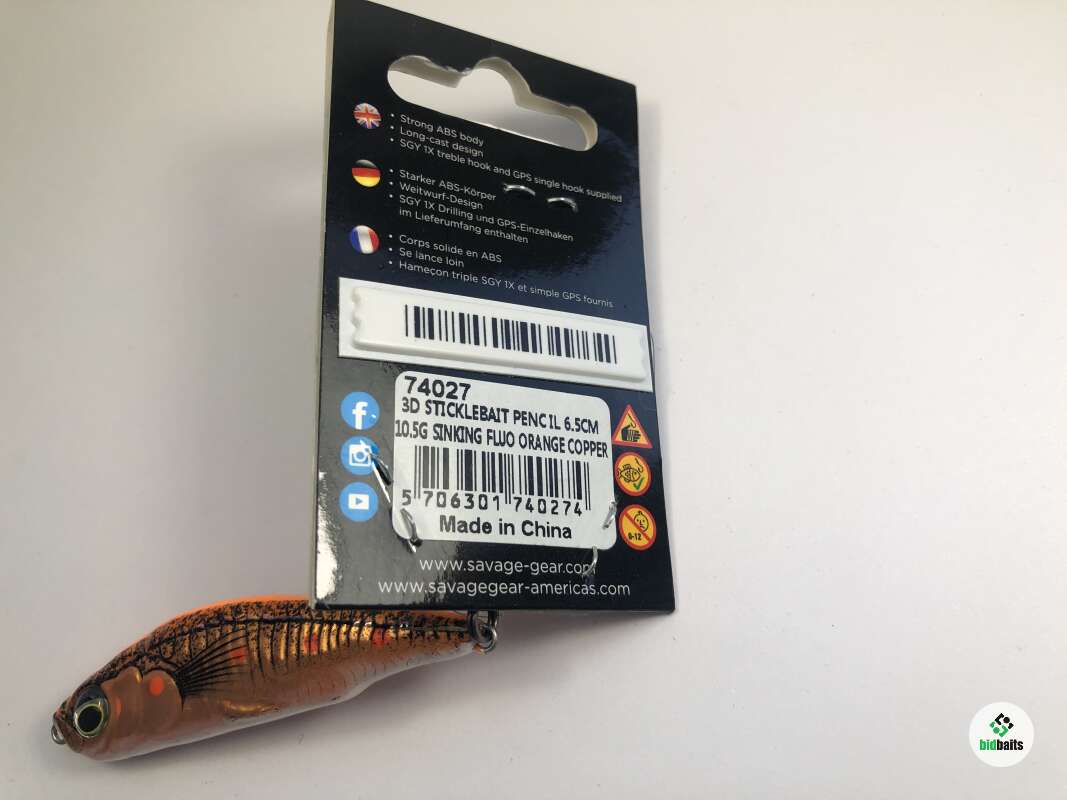 • Strong ABS body
• Long-cast design
• SGY 1X treble hook and GPS single hook supplied
• Starker ABS-Körper
• Weitwurf-Design
• SGY 1X Drilling und GPS-Einzelhaken
im Lieferumfang enthalten
• Corps solide en ABS
• Se lance loin
• Hameçon triple SGY 1X et simple GPS fournis
74027
3D STICKLEBAIT PENCIL 6.5CM
10.5G SINKING FLUO ORANGE COPPER
5 706301 740274
Made in China
0-12
www.savage-gear.com
www.savagegear-americas.com
bidbaits